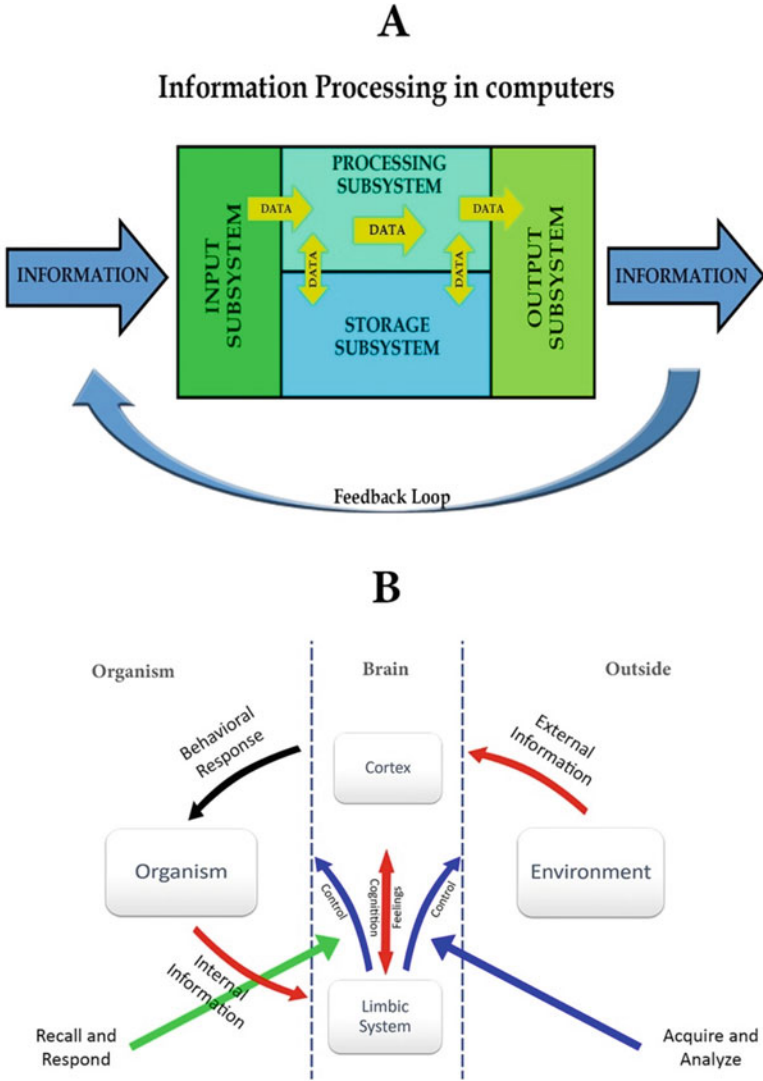 A
Information Processing in computers
INFORMATION
INPUT
SUBSYSTEM
PROCESSING
SUBSYSTEM
DATA
DATA
DATA
DATA
DATA
STORAGE
SUBSYSTEM
OUTPUT
SUBSYSTEM
INFORMATION
Feedback Loop
B
Organism
Brain
Outside
Behavioral
Response
Cortex
External
Information
Organism
Environment
Control
Cognitition
Feelings
Control
Internal
Information
Limbic
System
Recall and
Respond
Acquire and
Analyze